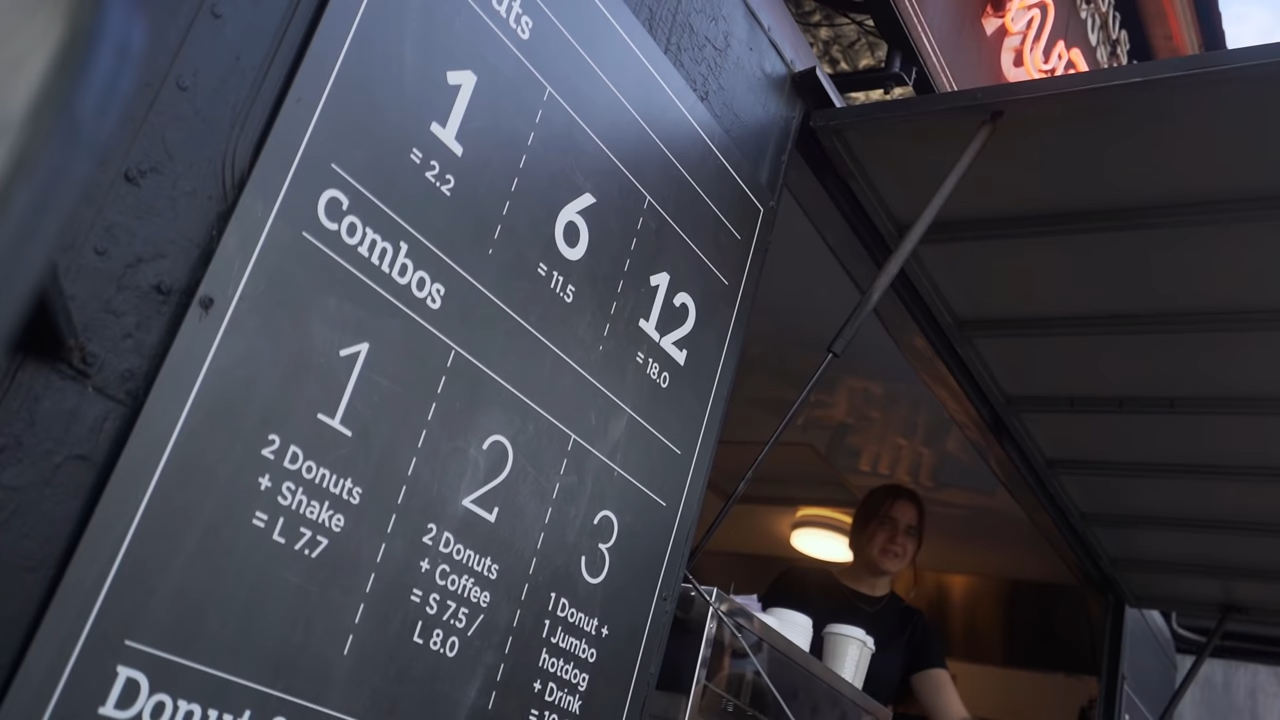 1
= 2.2
6
= 11.5
12
= 18.0
Combos
1
2 Donuts
+ Shake
= L 7.7
2
2 Donuts
+ Coffee
= S 7.5 /
L 8.0
3
1 Donut +
1 Jumbo
hotdog
+ Drink